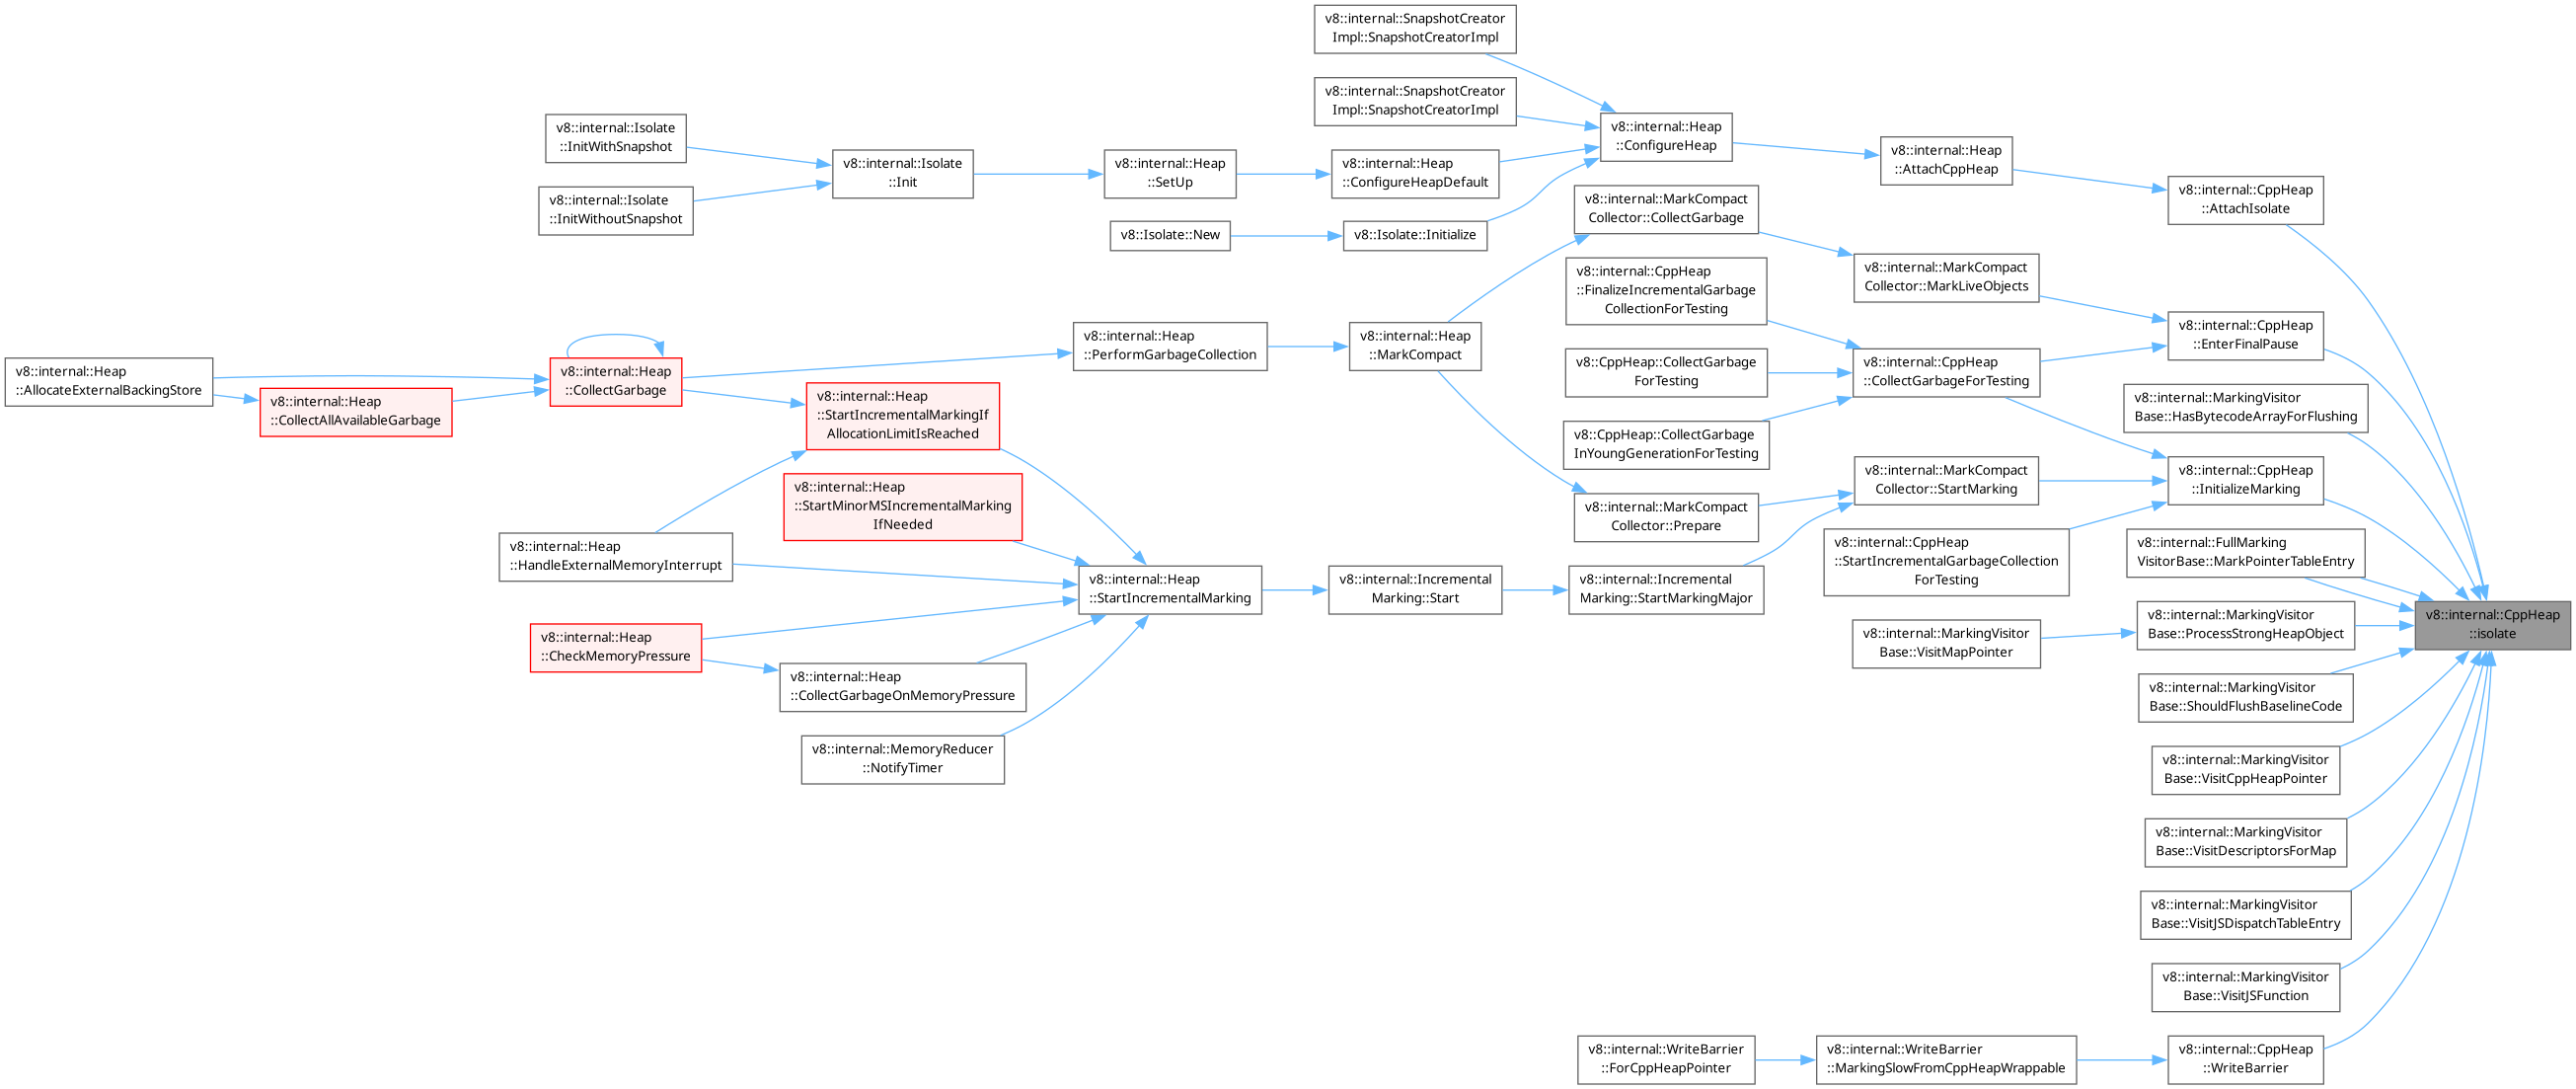 v8::internal::SnapshotCreator
Impl::SnapshotCreatorImpl
v8::internal::SnapshotCreator
Impl::SnapshotCreatorImpl
v8::internal::Isolate
::InitWithSnapshot
v8::internal::Heap
::ConfigureHeap
v8::internal::Heap
::AttachCppHeap
v8::internal::Isolate
::Init
v8::internal::Heap
::SetUp
v8::internal::Heap
::ConfigureHeapDefault
v8::internal::CppHeap
::AttachIsolate
v8::internal::Isolate
::InitWithoutSnapshot
v8::internal::MarkCompact
Collector::CollectGarbage
v8::Isolate::New
v8::Isolate::Initialize
v8::internal::MarkCompact
Collector::MarkLiveObjects
v8::internal::CppHeap
::FinalizeIncrementalGarbage
CollectionForTesting
v8::internal::CppHeap
::EnterFinalPause
v8::internal::Heap
::PerformGarbageCollection
v8::internal::Heap
::MarkCompact
v8::internal::Heap
::AllocateExternalBackingStore
v8::internal::Heap
::CollectGarbage
v8::CppHeap::CollectGarbage
ForTesting
v8::internal::CppHeap
::CollectGarbageForTesting
v8::internal::Heap
::CollectAllAvailableGarbage
v8::internal::Heap
::StartIncrementalMarkingIf
AllocationLimitIsReached
v8::internal::MarkingVisitor
Base::HasBytecodeArrayForFlushing
v8::CppHeap::CollectGarbage
InYoungGenerationForTesting
v8::internal::Heap
::StartMinorMSIncrementalMarking
IfNeeded
v8::internal::MarkCompact
Collector::StartMarking
v8::internal::CppHeap
::InitializeMarking
v8::internal::MarkCompact
Collector::Prepare
v8::internal::Heap
::HandleExternalMemoryInterrupt
v8::internal::CppHeap
::StartIncrementalGarbageCollection
ForTesting
v8::internal::FullMarking
VisitorBase::MarkPointerTableEntry
v8::internal::Heap
::StartIncrementalMarking
v8::internal::Incremental
Marking::Start
v8::internal::Incremental
Marking::StartMarkingMajor
v8::internal::CppHeap
::isolate
v8::internal::Heap
::CheckMemoryPressure
v8::internal::MarkingVisitor
Base::VisitMapPointer
v8::internal::MarkingVisitor
Base::ProcessStrongHeapObject
v8::internal::Heap
::CollectGarbageOnMemoryPressure
v8::internal::MarkingVisitor
Base::ShouldFlushBaselineCode
v8::internal::MemoryReducer
::NotifyTimer
v8::internal::MarkingVisitor
Base::VisitCppHeapPointer
v8::internal::MarkingVisitor
Base::VisitDescriptorsForMap
v8::internal::MarkingVisitor
Base::VisitJSDispatchTableEntry
v8::internal::MarkingVisitor
Base::VisitJSFunction
v8::internal::WriteBarrier
::ForCppHeapPointer
v8::internal::WriteBarrier
::MarkingSlowFromCppHeapWrappable
v8::internal::CppHeap
::WriteBarrier